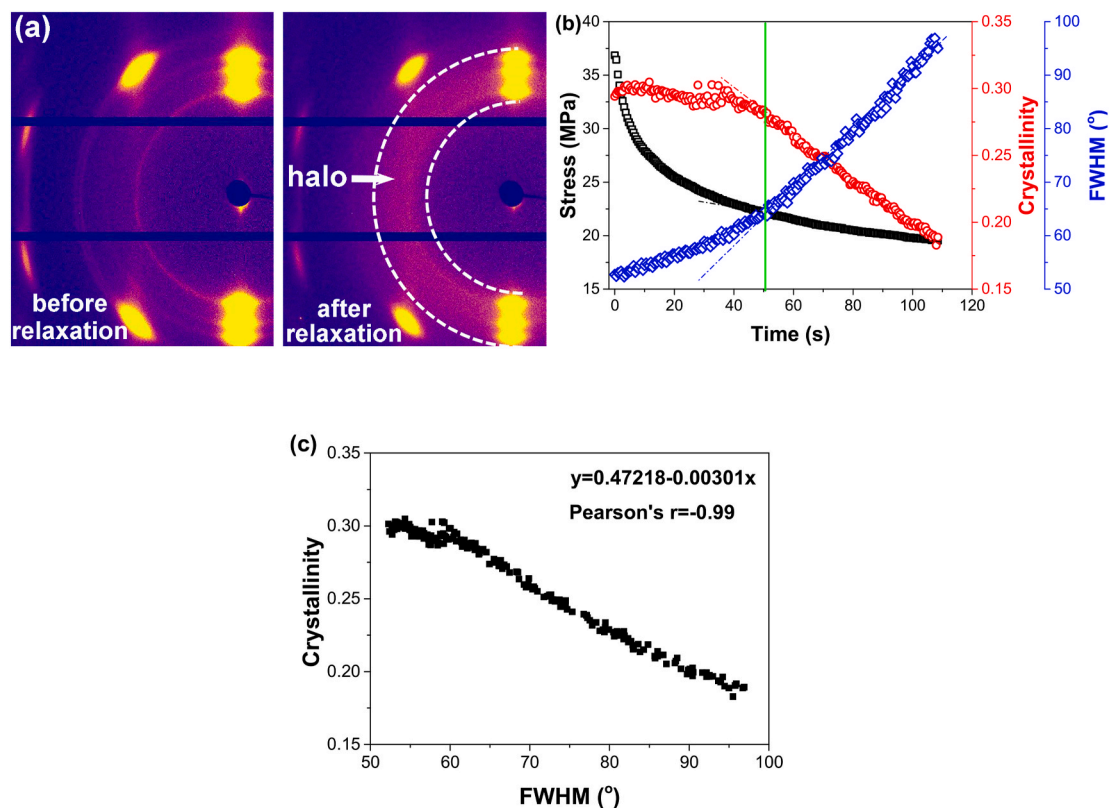 (a)
halo
before
relaxation
after
relaxation
(b)
40
35
30
25
20
15
Stress (MPa)
0 20 40 60 80 100 120
Time (s)
0.35
0.30
0.25
0.20
0.15
Crystallinity
100
90
80
70
60
50
FWHM (°)
(c)
y=0.47218-0.00301x
Pearson's r=-0.99
0.35
0.30
0.25
0.20
0.15
Crystallinity
50 60 70 80 90 100
FWHM (°)